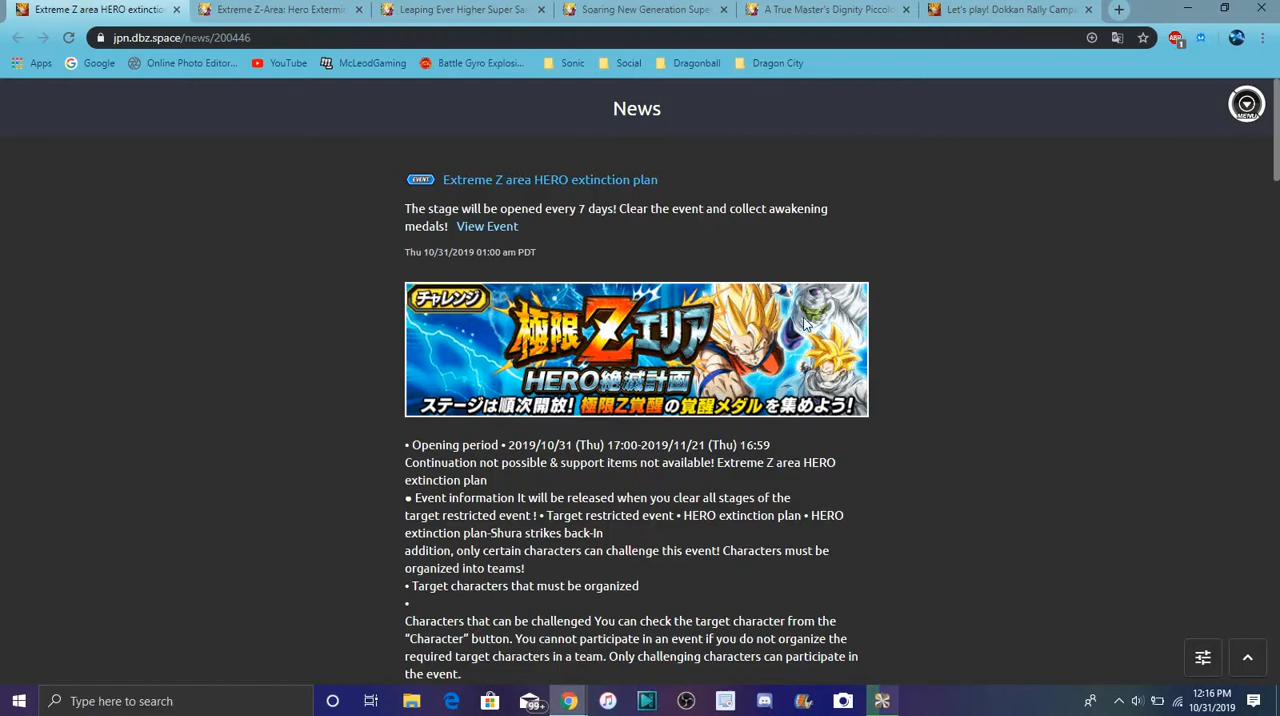 Extreme Z area HERO extinction
Extreme Z-Area: Hero Extermin
Leaping Ever Higher Super Sa
Soaring New Generation Supe
A True Master's Dignity Piccolo
Let's play! Dokkan Rally Camp
jpn.dbz.space/news/200446
Apps
Google
Online Photo Editor...
YouTube
McLeodGaming
Battle Gyro Explosi...
Sonic
Social
Dragonball
Dragon City
News
MENU
EVENT
Extreme Z area HERO extinction plan
The stage will be opened every 7 days! Clear the event and collect awakening
medals! View Event
Thu 10/31/2019 01:00 am PDT
チャレンジ
極限Zエリア
HERO絶滅計画
ステージは順次開放！極限Z覚醒の覚醒メダルを集めよう！
• Opening period • 2019/10/31 (Thu) 17:00-2019/11/21 (Thu) 16:59
Continuation not possible & support items not available! Extreme Z area HERO
extinction plan
● Event information It will be released when you clear all stages of the
target restricted event ! • Target restricted event • HERO extinction plan • HERO
extinction plan-Shura strikes back-In
addition, only certain characters can challenge this event! Characters must be
organized into teams!
• Target characters that must be organized
•
Characters that can be challenged You can check the target character from the
“Character” button. You cannot participate in an event if you do not organize the
required target characters in a team. Only challenging characters can participate in
the event.
Type here to search
99+
12:16 PM
10/31/2019